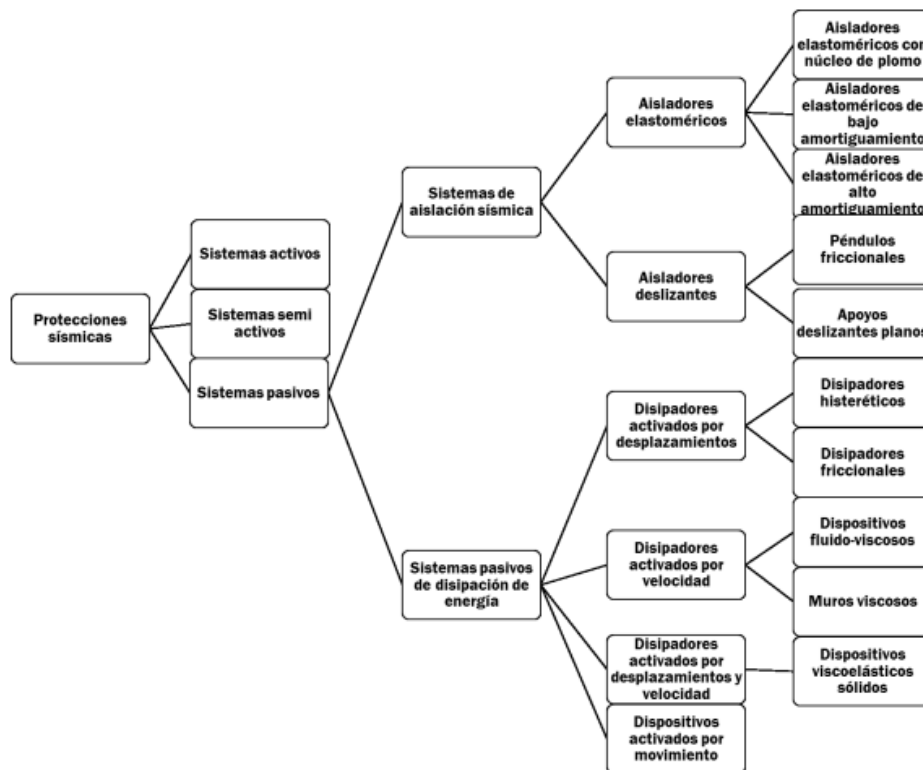 Protecciones
sísmicas
Sistemas activos
Sistemas semi
activos
Sistemas pasivos
Sistemas de
aislación sísmica
Sistemas pasivos
de disipación de
energía
Aisladores
elastoméricos
Aisladores
deslizantes
Disipadores
activados por
desplazamientos
Disipadores
activados por
velocidad
Disipadores
activados por
desplazamientos y
velocidad
Dispositivos
activados por
movimiento
Aisladores
elastoméricos con
núcleo de plomo
Aisladores
elastoméricos de
bajo
amortiguamiento
Aisladores
elastoméricos de
alto
amortiguamiento
Péndulos
friccionales
Apoyos
deslizantes planos
Disipadores
histeréticos
Disipadores
friccionales
Dispositivos
fluido-viscosos
Muros viscosos
Dispositivos
viscoelásticos
sólidos